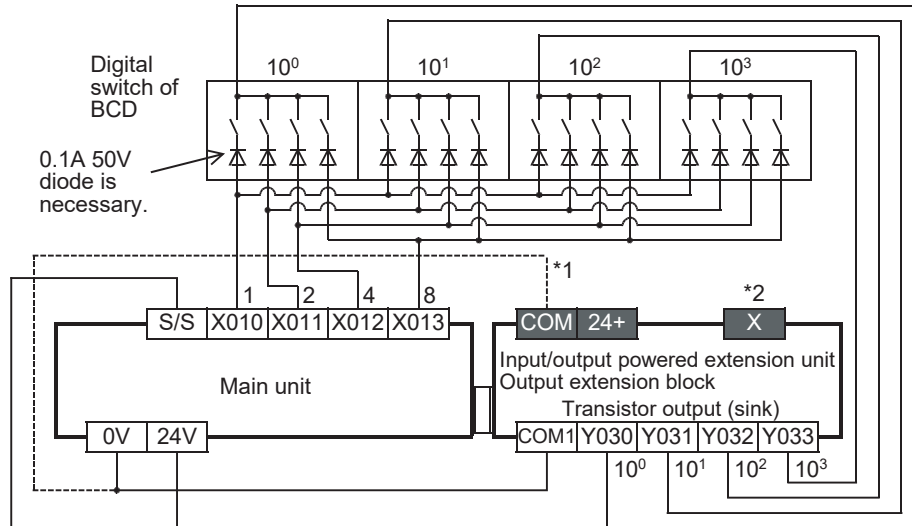 Digital
switch of
BCD
10⁰ 10¹ 10² 10³
0.1A 50V
diode is
necessary.
*1
1 2 4 8 *2
S/S X010 X011 X012 X013 COM 24+ X
Input/output powered extension unit
Output extension block
Main unit
Transistor output (sink)
0V 24V COM1 Y030 Y031 Y032 Y033
10⁰ 10¹ 10² 10³